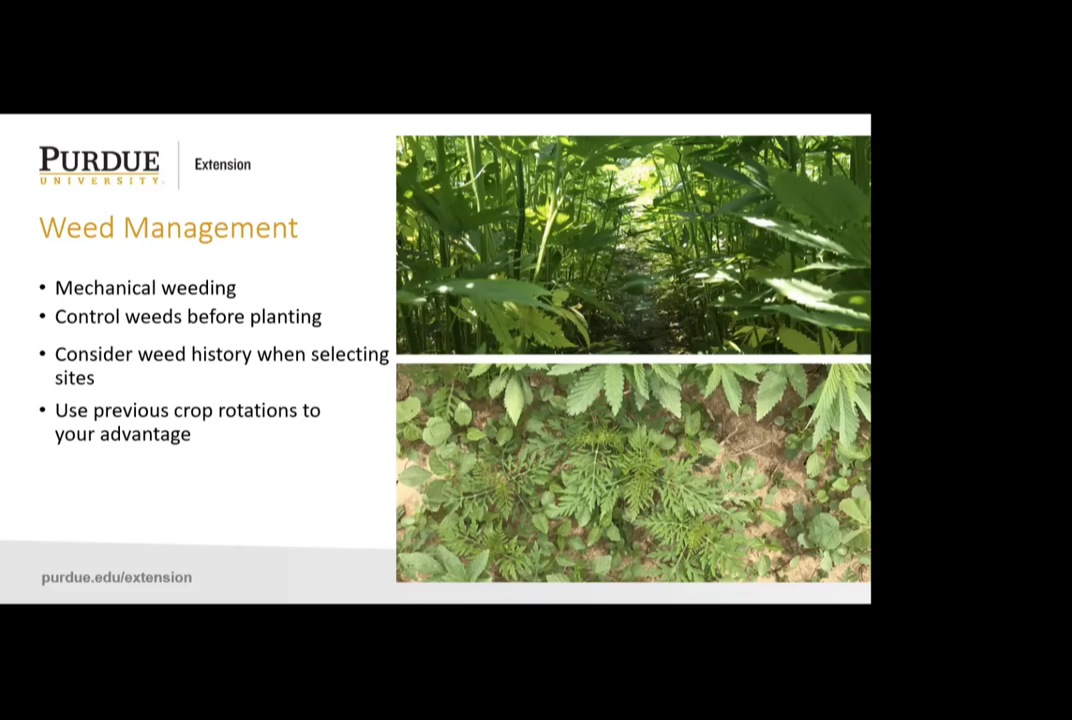 PURDUE
UNIVERSITY.
Extension
Weed Management
• Mechanical weeding
• Control weeds before planting
• Consider weed history when selecting
sites
• Use previous crop rotations to
your advantage
purdue.edu/extension